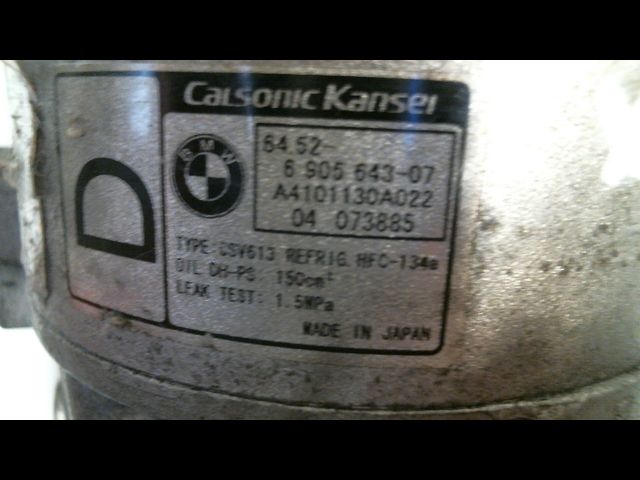 Calsonic Kansei
D
BMW
64.52-
6 905 643-07
A4101130A022
04 073885
TYPE:CSV613 REFRIG.HFC-134a
OIL DH-PS: 150cm³
LEAK TEST: 1.5MPa
MADE IN JAPAN